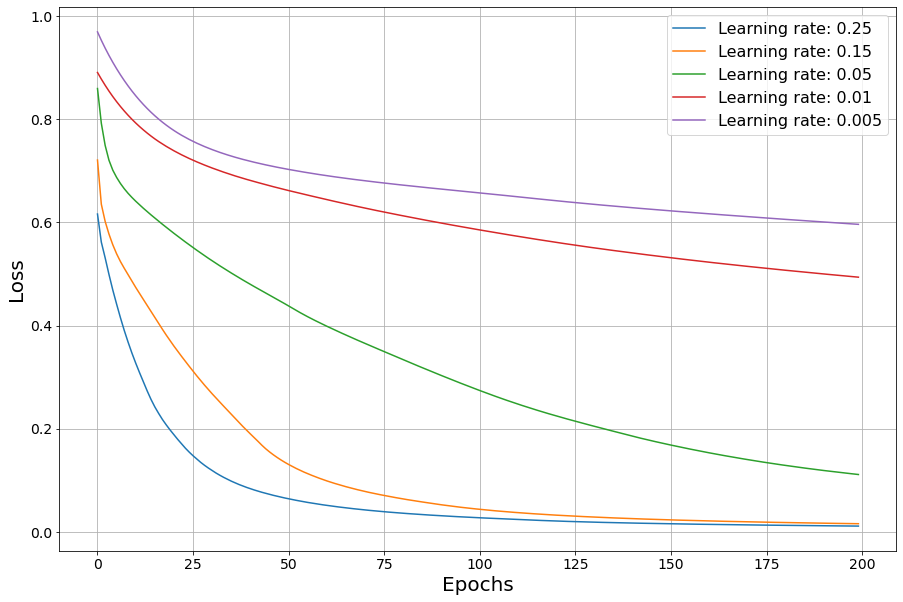 Learning rate: 0.25
Learning rate: 0.15
Learning rate: 0.05
Learning rate: 0.01
Learning rate: 0.005
1.0
0.8
0.6
0.4
0.2
0.0
Loss
0 25 50 75 100 125 150 175 200
Epochs